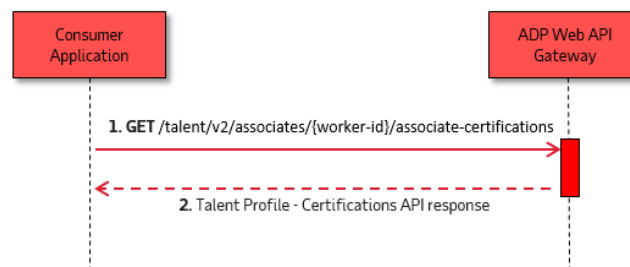 Consumer
Application
ADP Web API
Gateway
1. GET /talent/v2/associates/{worker-id}/associate-certifications
2. Talent Profile - Certifications API response